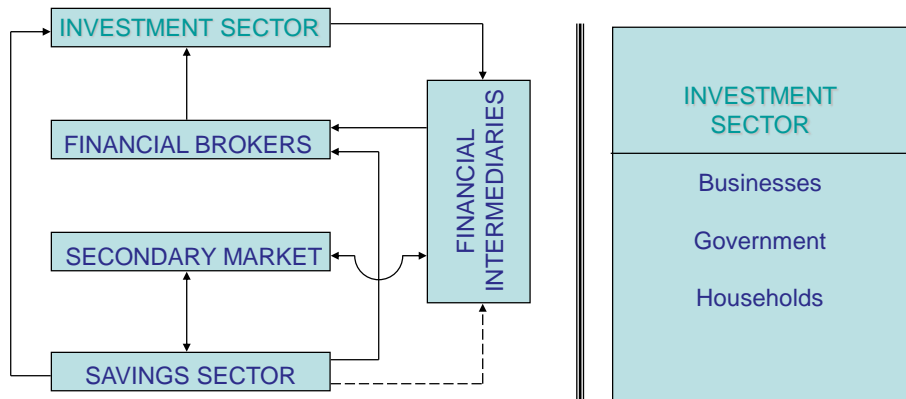 INVESTMENT SECTOR
FINANCIAL BROKERS
SECONDARY MARKET
SAVINGS SECTOR
FINANCIAL
INTERMEDIARIES
INVESTMENT
SECTOR
Businesses
Government
Households